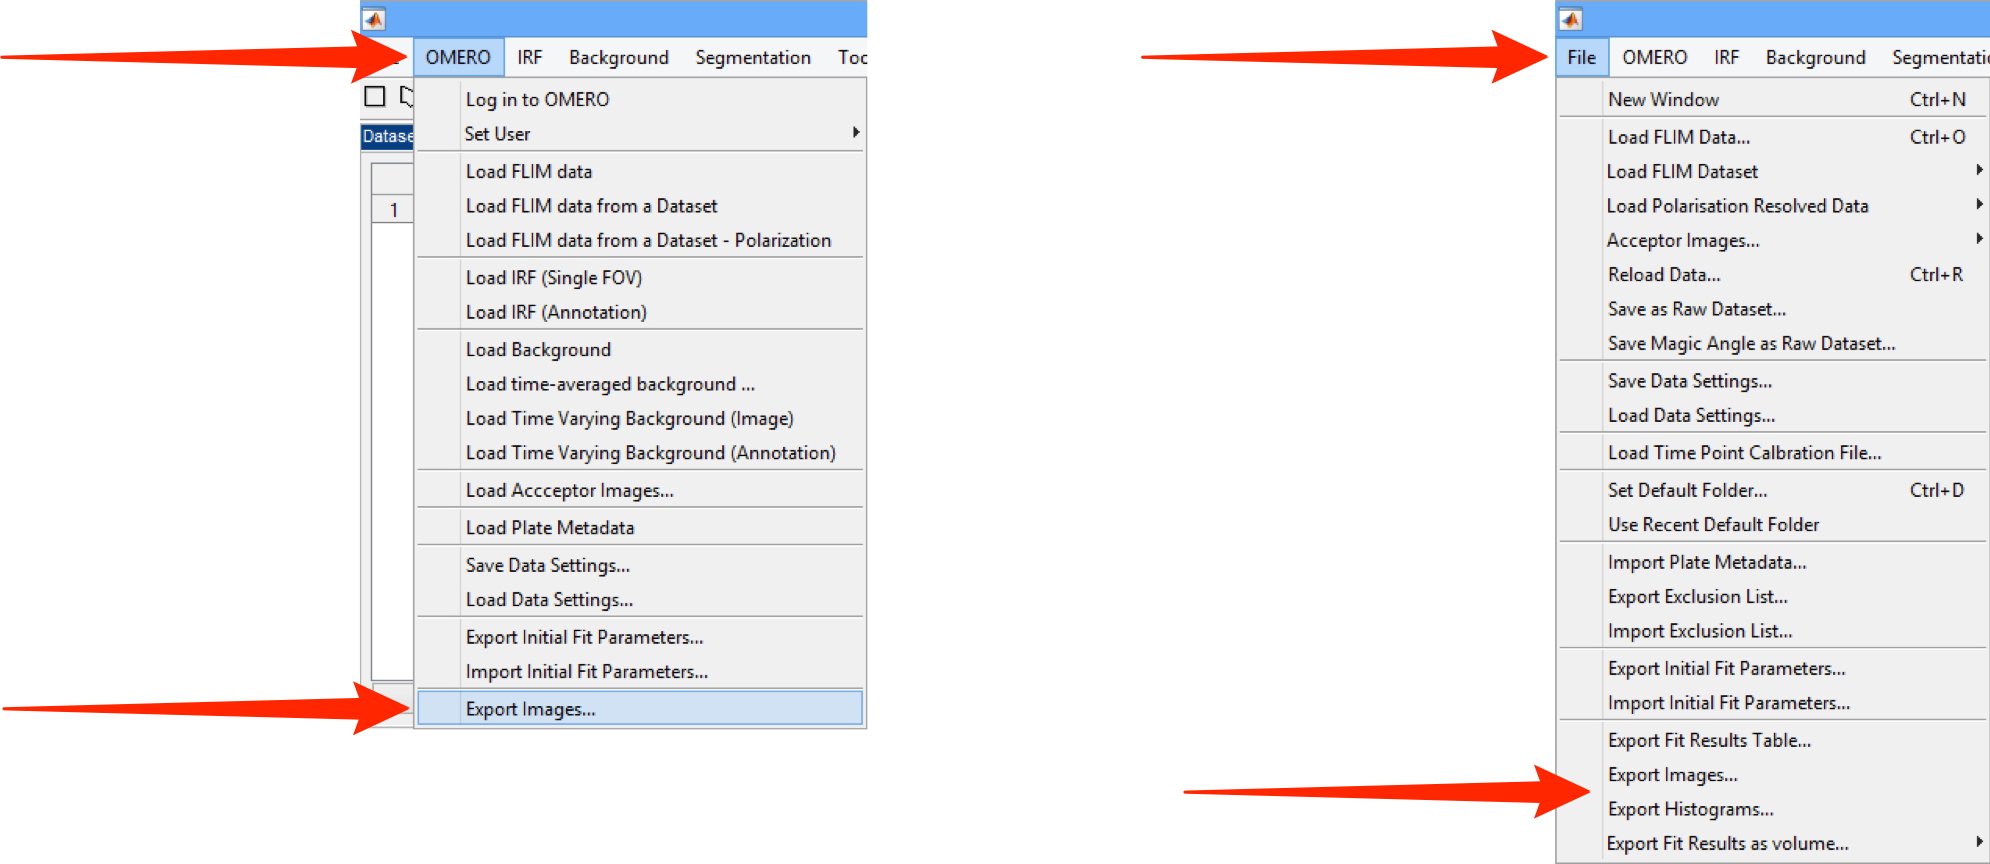 OMERO IRF Background Segmentation
Log in to OMERO
Set User
Datase
Load FLIM data
Load FLIM data from a Dataset
1
Load FLIM data from a Dataset - Polarization
Load IRF (Single FOV)
Load IRF (Annotation)
Load Background
Load time-averaged background ...
Load Time Varying Background (Image)
Load Time Varying Background (Annotation)
Load Accceptor Images...
Load Plate Metadata
Save Data Settings...
Load Data Settings...
Export Initial Fit Parameters...
Import Initial Fit Parameters...
Export Images...
File OMERO IRF Background Segmentati
New Window Ctrl+N
Load FLIM Data... Ctrl+O
Load FLIM Dataset
Load Polarisation Resolved Data
Acceptor Images...
Reload Data... Ctrl+R
Save as Raw Dataset...
Save Magic Angle as Raw Dataset...
Save Data Settings...
Load Data Settings...
Load Time Point Calbration File...
Set Default Folder... Ctrl+D
Use Recent Default Folder
Import Plate Metadata...
Export Exclusion List...
Import Exclusion List...
Export Initial Fit Parameters...
Import Initial Fit Parameters...
Export Fit Results Table...
Export Images...
Export Histograms...
Export Fit Results as volume...